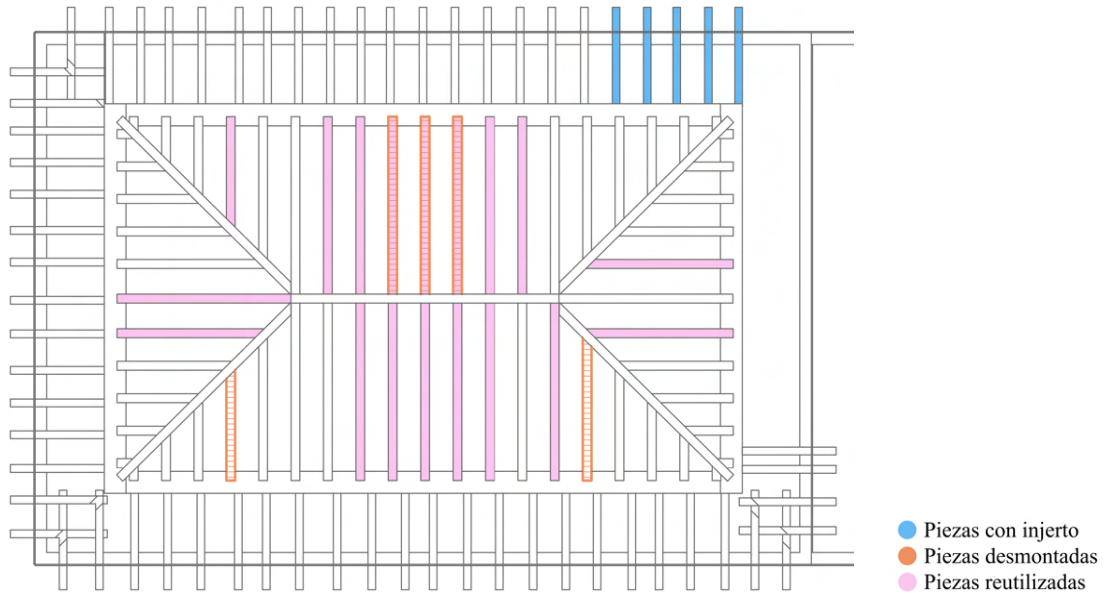 Piezas con injerto
Piezas desmontadas
Piezas reutilizadas